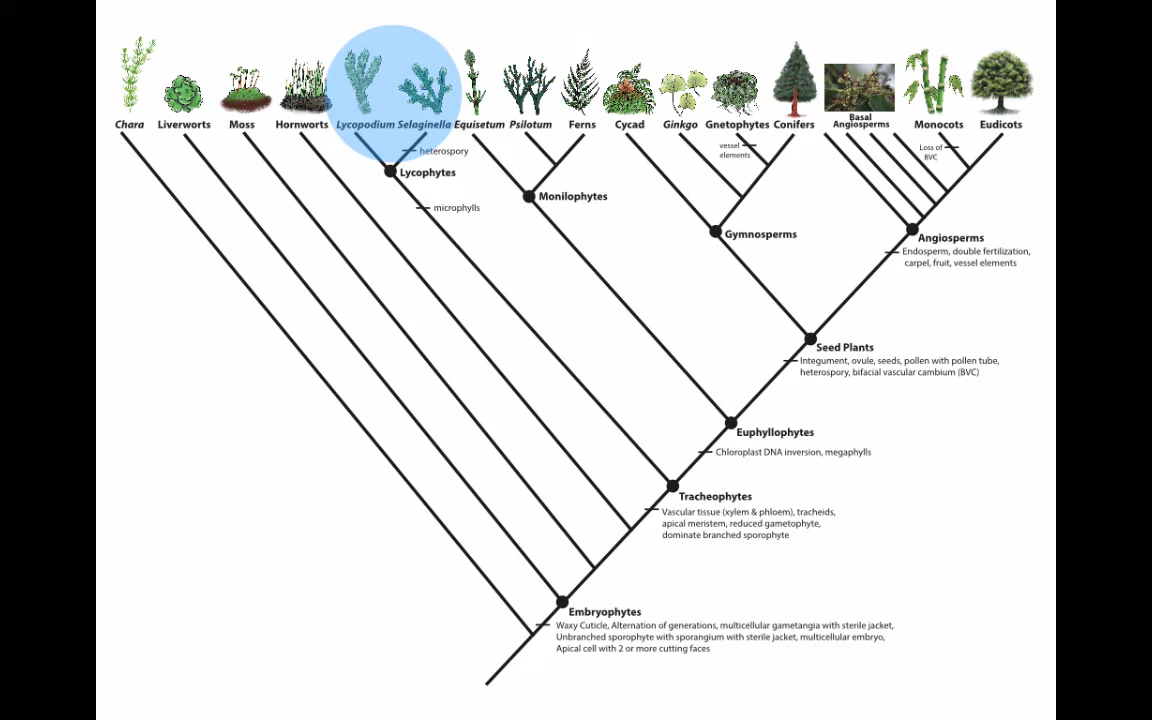 Chara Liverworts Moss Hornworts Lycopodium Selaginella Equisetum Psilotum Ferns Cycad Ginkgo Gnetophytes Conifers Basal Angiosperms Monocots Eudicots
heterospory
vessel
elements
Loss of
BVC
Lycophytes
Monilophytes
microphylls
Gymnosperms
Angiosperms
Endosperm, double fertilization,
carpel, fruit, vessel elements
Seed Plants
Integument, ovule, seeds, pollen with pollen tube,
heterospory, bifacial vascular cambium (BVC)
Euphyllophytes
Chloroplast DNA inversion, megaphylls
Tracheophytes
Vascular tissue (xylem & phloem), tracheids,
apical meristem, reduced gametophyte,
dominate branched sporophyte
Embryophytes
Waxy Cuticle, Alternation of generations, multicellular gametangia with sterile jacket,
Unbranched sporophyte with sporangium with sterile jacket, multicellular embryo,
Apical cell with 2 or more cutting faces